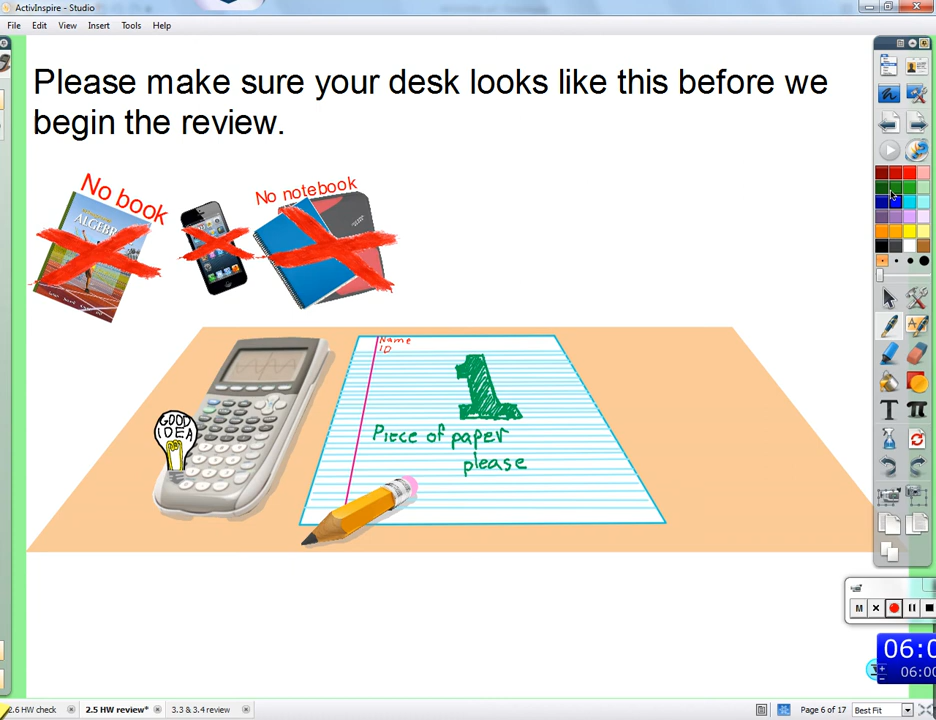 ActivInspire - Studio
File Edit View Insert Tools Help
Please make sure your desk looks like this before we
begin the review.
No book
No notebook
ALGEBR
Name
ID
1
GOOD
IDEA
Piece of paper
please
M
06:0
06:00
2.6 HW check
2.5 HW review*
3.3 & 3.4 review
Page 6 of 17
Best Fit